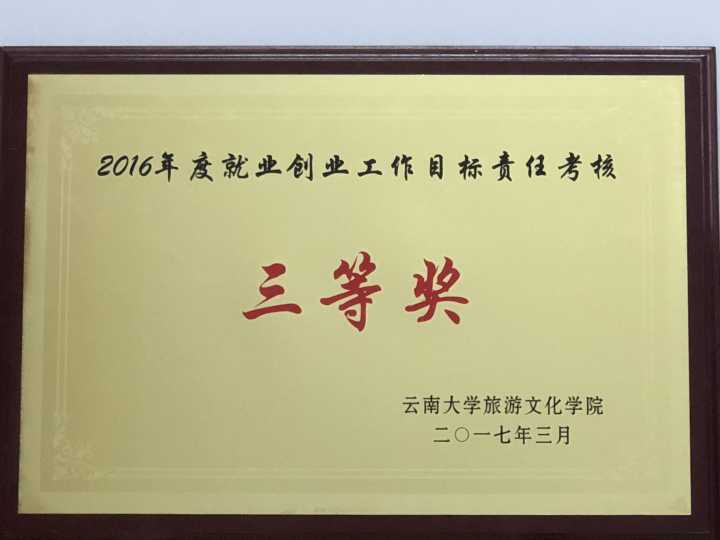 2016年度就业创业工作目标责任考核
三等奖
云南大学旅游文化学院
二〇一七年三月